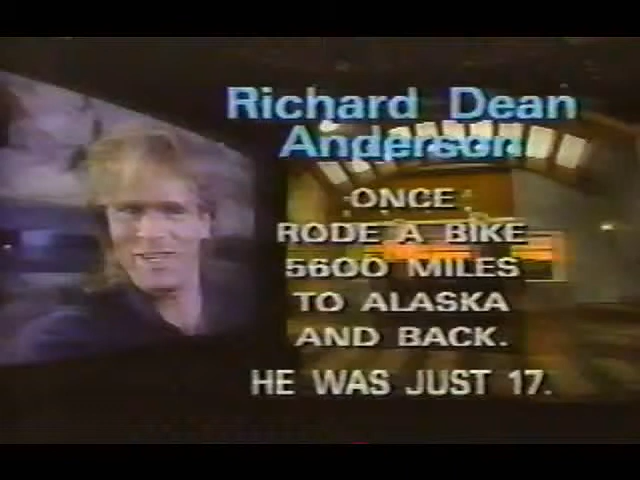 Richard Dean
Anderson
ONCE
RODE A BIKE
5600 MILES
TO ALASKA
AND BACK.
HE WAS JUST 17.